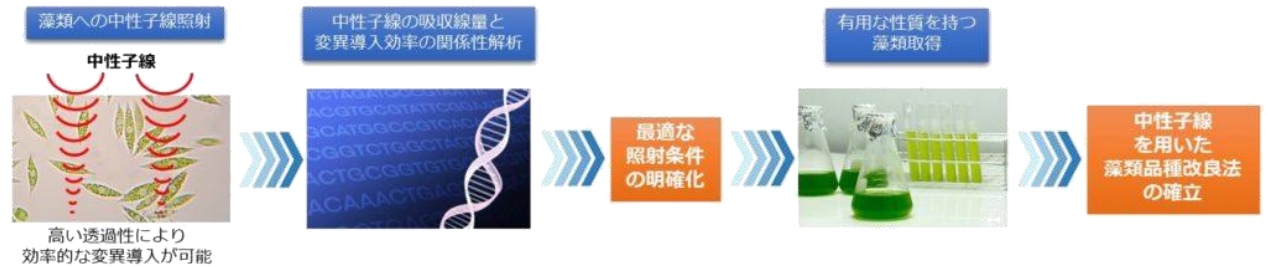 藻類への中性子線照射
中性子線
高い透過性により
効率的な変異導入が可能
中性子線の吸収線量と
変異導入効率の関係性解析
ACGTGCGTATTCG
GCATGGCCGTCAC
CGGTCTGGCAT
ACTGCGGT
ACAAACTGA
最適な
照射条件
の明確化
有用な性質を持つ
藻類取得
中性子線
を用いた
藻類品種改良法
の確立